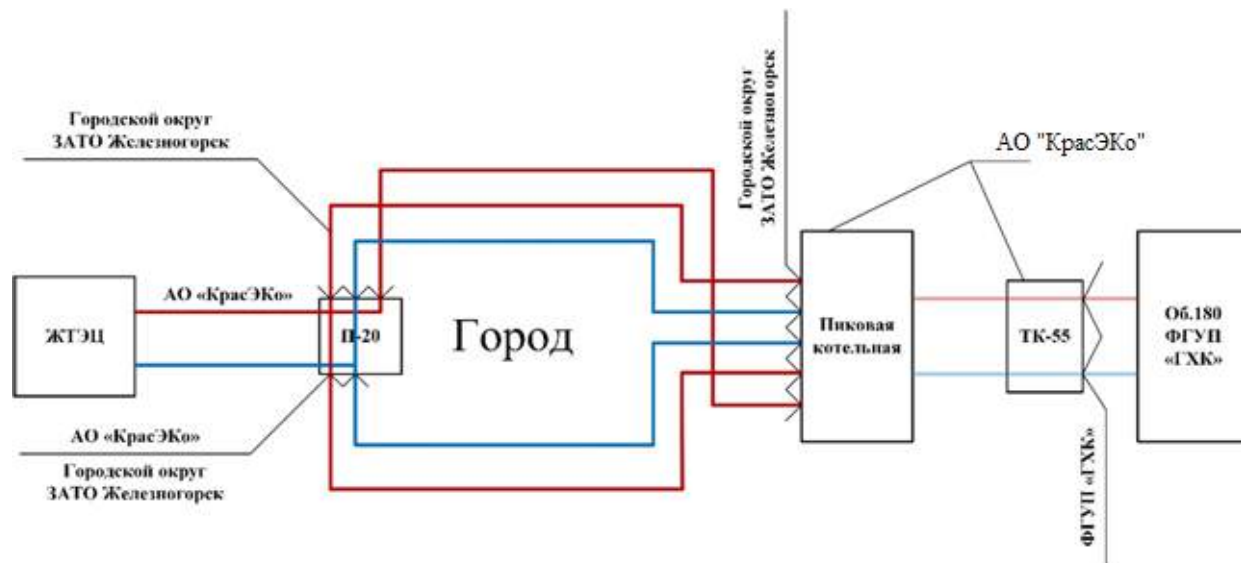 Городской округ
ЗАТО Железногорск
Городской округ
ЗАТО Железногорск
АО "КрасЭКо"
АО «КрасЭКо»
ЖТЭЦ
П-20
Город
Пиковая
котельная
ТК-55
Об.180
ФГУП
«ГХК»
АО «КрасЭКо»
Городской округ
ЗАТО Железногорск
ФГУП «ГХК»